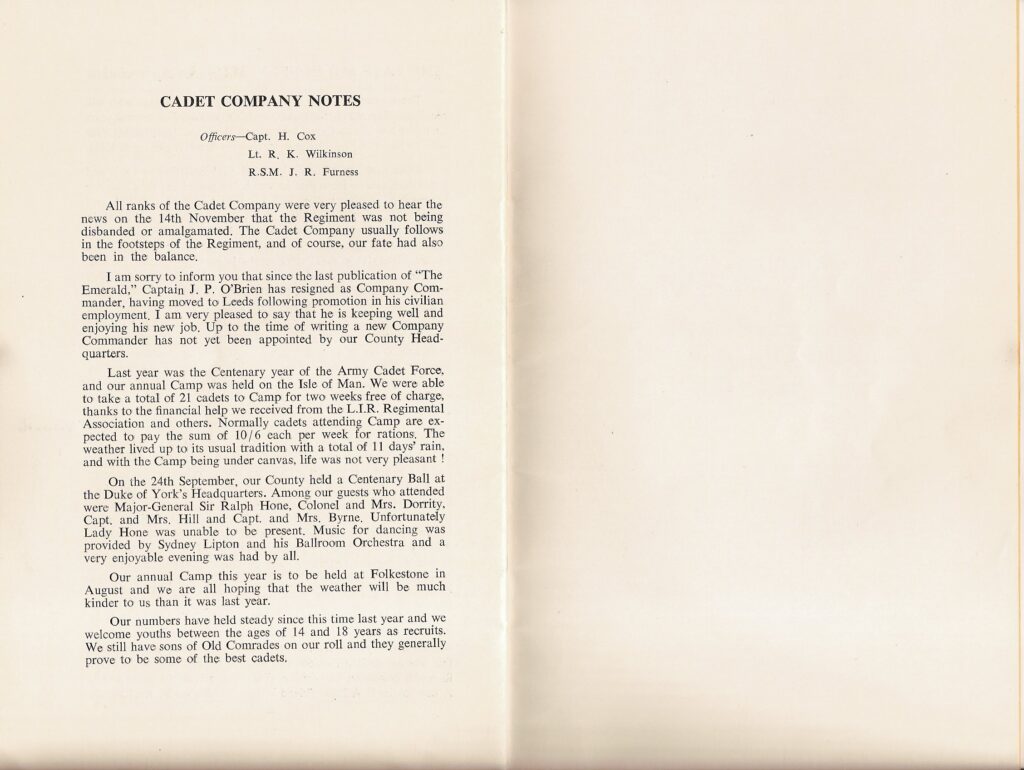 CADET COMPANY NOTES
Officers—Capt. H. Cox
Lt. R. K. Wilkinson
R.S.M. J. R. Furness
All ranks of the Cadet Company were very pleased to hear the
news on the 14th November that the Regiment was not being
disbanded or amalgamated. The Cadet Company usually follows
in the footsteps of the Regiment, and of course, our fate had also
been in the balance.
I am sorry to inform you that since the last publication of “The
Emerald,” Captain J. P. O’Brien has resigned as Company Com-
mander, having moved to Leeds following promotion in his civilian
employment. I am very pleased to say that he is keeping well and
enjoying his new job. Up to the time of writing a new Company
Commander has not yet been appointed by our County Head-
quarters.
Last year was the Centenary year of the Army Cadet Force,
and our annual Camp was held on the Isle of Man. We were able
to take a total of 21 cadets to Camp for two weeks free of charge,
thanks to the financial help we received from the L.I.R. Regimental
Association and others. Normally cadets attending Camp are ex-
pected to pay the sum of 10/6 each per week for rations. The
weather lived up to its usual tradition with a total of 11 days’ rain,
and with the Camp being under canvas, life was not very pleasant !
On the 24th September, our County held a Centenary Ball at
the Duke of York’s Headquarters. Among our guests who attended
were Major-General Sir Ralph Hone, Colonel and Mrs. Dorrity,
Capt. and Mrs. Hill and Capt. and Mrs. Byrne. Unfortunately
Lady Hone was unable to be present. Music for dancing was
provided by Sydney Lipton and his Ballroom Orchestra and a
very enjoyable evening was had by all.
Our annual Camp this year is to be held at Folkestone in
August and we are all hoping that the weather will be much
kinder to us than it was last year.
Our numbers have held steady since this time last year and we
welcome youths between the ages of 14 and 18 years as recruits.
We still have sons of Old Comrades on our roll and they generally
prove to be some of the best cadets.